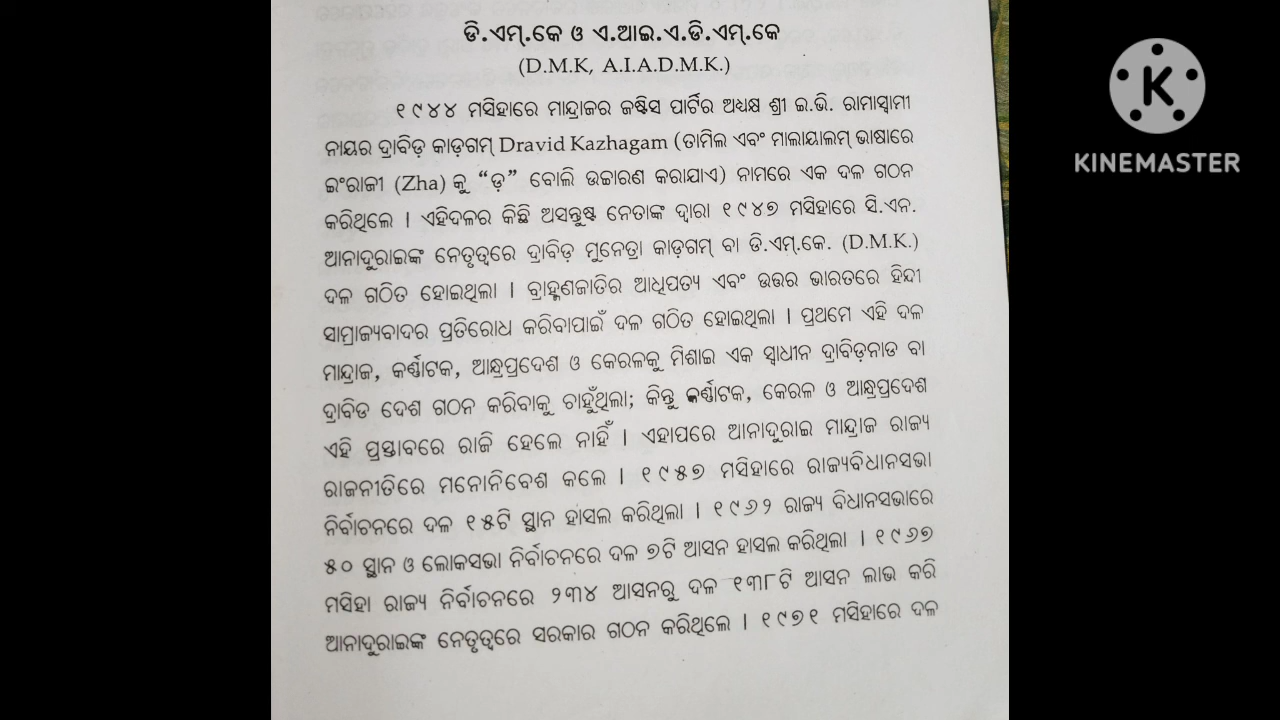 ଡି.ଏମ୍.କେ ଓ ଏ.ଆଇ.ଏ.ଡି.ଏମ୍.କେ
(D.M.K, A.I.A.D.M.K.)
୧୯୪୪ ମସିହାରେ ମାନ୍ଦ୍ରାଜର ଜଷ୍ଟିସ ପାର୍ଟିର ଅଧ୍ୟକ୍ଷ ଶ୍ରୀ ଇ.ଭି. ରାମାସ୍ୱାମୀ
ନାୟର ଦ୍ରାବିଡ଼ କାଡ଼ଗମ୍ Dravid Kazhagam (ତାମିଲ ଏବଂ ମାଲାୟାଲମ୍ ଭାଷାରେ
ଇଂରାଜୀ (Zha) କୁ “ଡ଼” ବୋଲି ଉଚ୍ଚାରଣ କରାଯାଏ) ନାମରେ ଏକ ଦଳ ଗଠନ
କରିଥିଲେ । ଏହିଦଳର କିଛି ଅସନ୍ତୁଷ୍ଟ ନେତାଙ୍କ ଦ୍ୱାରା ୧୯୪୭ ମସିହାରେ ସି.ଏନ.
ଆନାଦୁରାଇଙ୍କ ନେତୃତ୍ୱରେ ଦ୍ରାବିଡ଼ ମୁନେତ୍ରା କାଡ଼ଗମ୍ ବା ଡି.ଏମ୍.କେ. (D.M.K.)
ଦଳ ଗଠିତ ହୋଇଥିଲା । ବ୍ରାହ୍ମଣଜାତିର ଆଧିପତ୍ୟ ଏବଂ ଉତ୍ତର ଭାରତରେ ହିନ୍ଦୀ
ସାମ୍ରାଜ୍ୟବାଦର ପ୍ରତିରୋଧ କରିବାପାଇଁ ଦଳ ଗଠିତ ହୋଇଥିଲା । ପ୍ରଥମେ ଏହି ଦଳ
ମାନ୍ଦ୍ରାଜ, କର୍ଣ୍ଣାଟକ, ଆନ୍ଧ୍ରପ୍ରଦେଶ ଓ କେରଳକୁ ମିଶାଇ ଏକ ସ୍ୱାଧୀନ ଦ୍ରାବିଡ଼ନାଡ ବା
ଦ୍ରାବିଡ ଦେଶ ଗଠନ କରିବାକୁ ଚାହୁଁଥିଲା; କିନ୍ତୁ କର୍ଣ୍ଣାଟକ, କେରଳ ଓ ଆନ୍ଧ୍ରପ୍ରଦେଶ
ଏହି ପ୍ରସ୍ତାବରେ ରାଜି ହେଲେ ନାହିଁ । ଏହାପରେ ଆନାଦୁରାଇ ମାନ୍ଦ୍ରାଜ ରାଜ୍ୟ
ରାଜନୀତିରେ ମନୋନିବେଶ କଲେ । ୧୯୫୭ ମସିହାରେ ରାଜ୍ୟବିଧାନସଭା
ନିର୍ବାଚନରେ ଦଳ ୧୫ଟି ସ୍ଥାନ ହାସଲ କରିଥିଲା । ୧୯୬୨ ରାଜ୍ୟ ବିଧାନସଭାରେ
୫୦ ସ୍ଥାନ ଓ ଲୋକସଭା ନିର୍ବାଚନରେ ଦଳ ୭ଟି ଆସନ ହାସଲ କରିଥିଲା । ୧୯୬୭
ମସିହା ରାଜ୍ୟ ନିର୍ବାଚନରେ ୨୩୪ ଆସନରୁ ଦଳ ୧୩୮ଟି ଆସନ ଲାଭ କରି
ଆନାଦୁରାଇଙ୍କ ନେତୃତ୍ୱରେ ସରକାର ଗଠନ କରିଥିଲେ । ୧୯୭୧ ମସିହାରେ ଦଳ
K
KINEMASTER